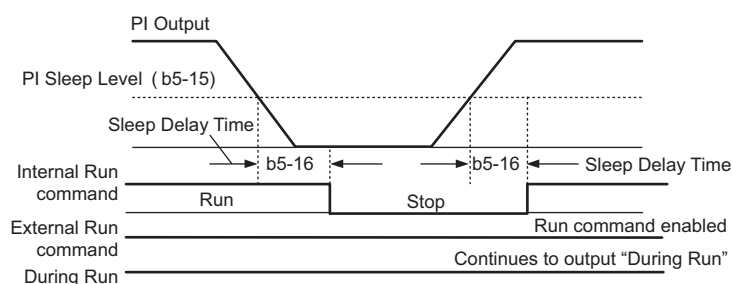 PI Output
PI Sleep Level ( b5-15)
Sleep Delay Time
b5-16
b5-16
Sleep Delay Time
Internal Run
command
Run
Stop
External Run
command
Run command enabled
Continues to output “During Run”
During Run